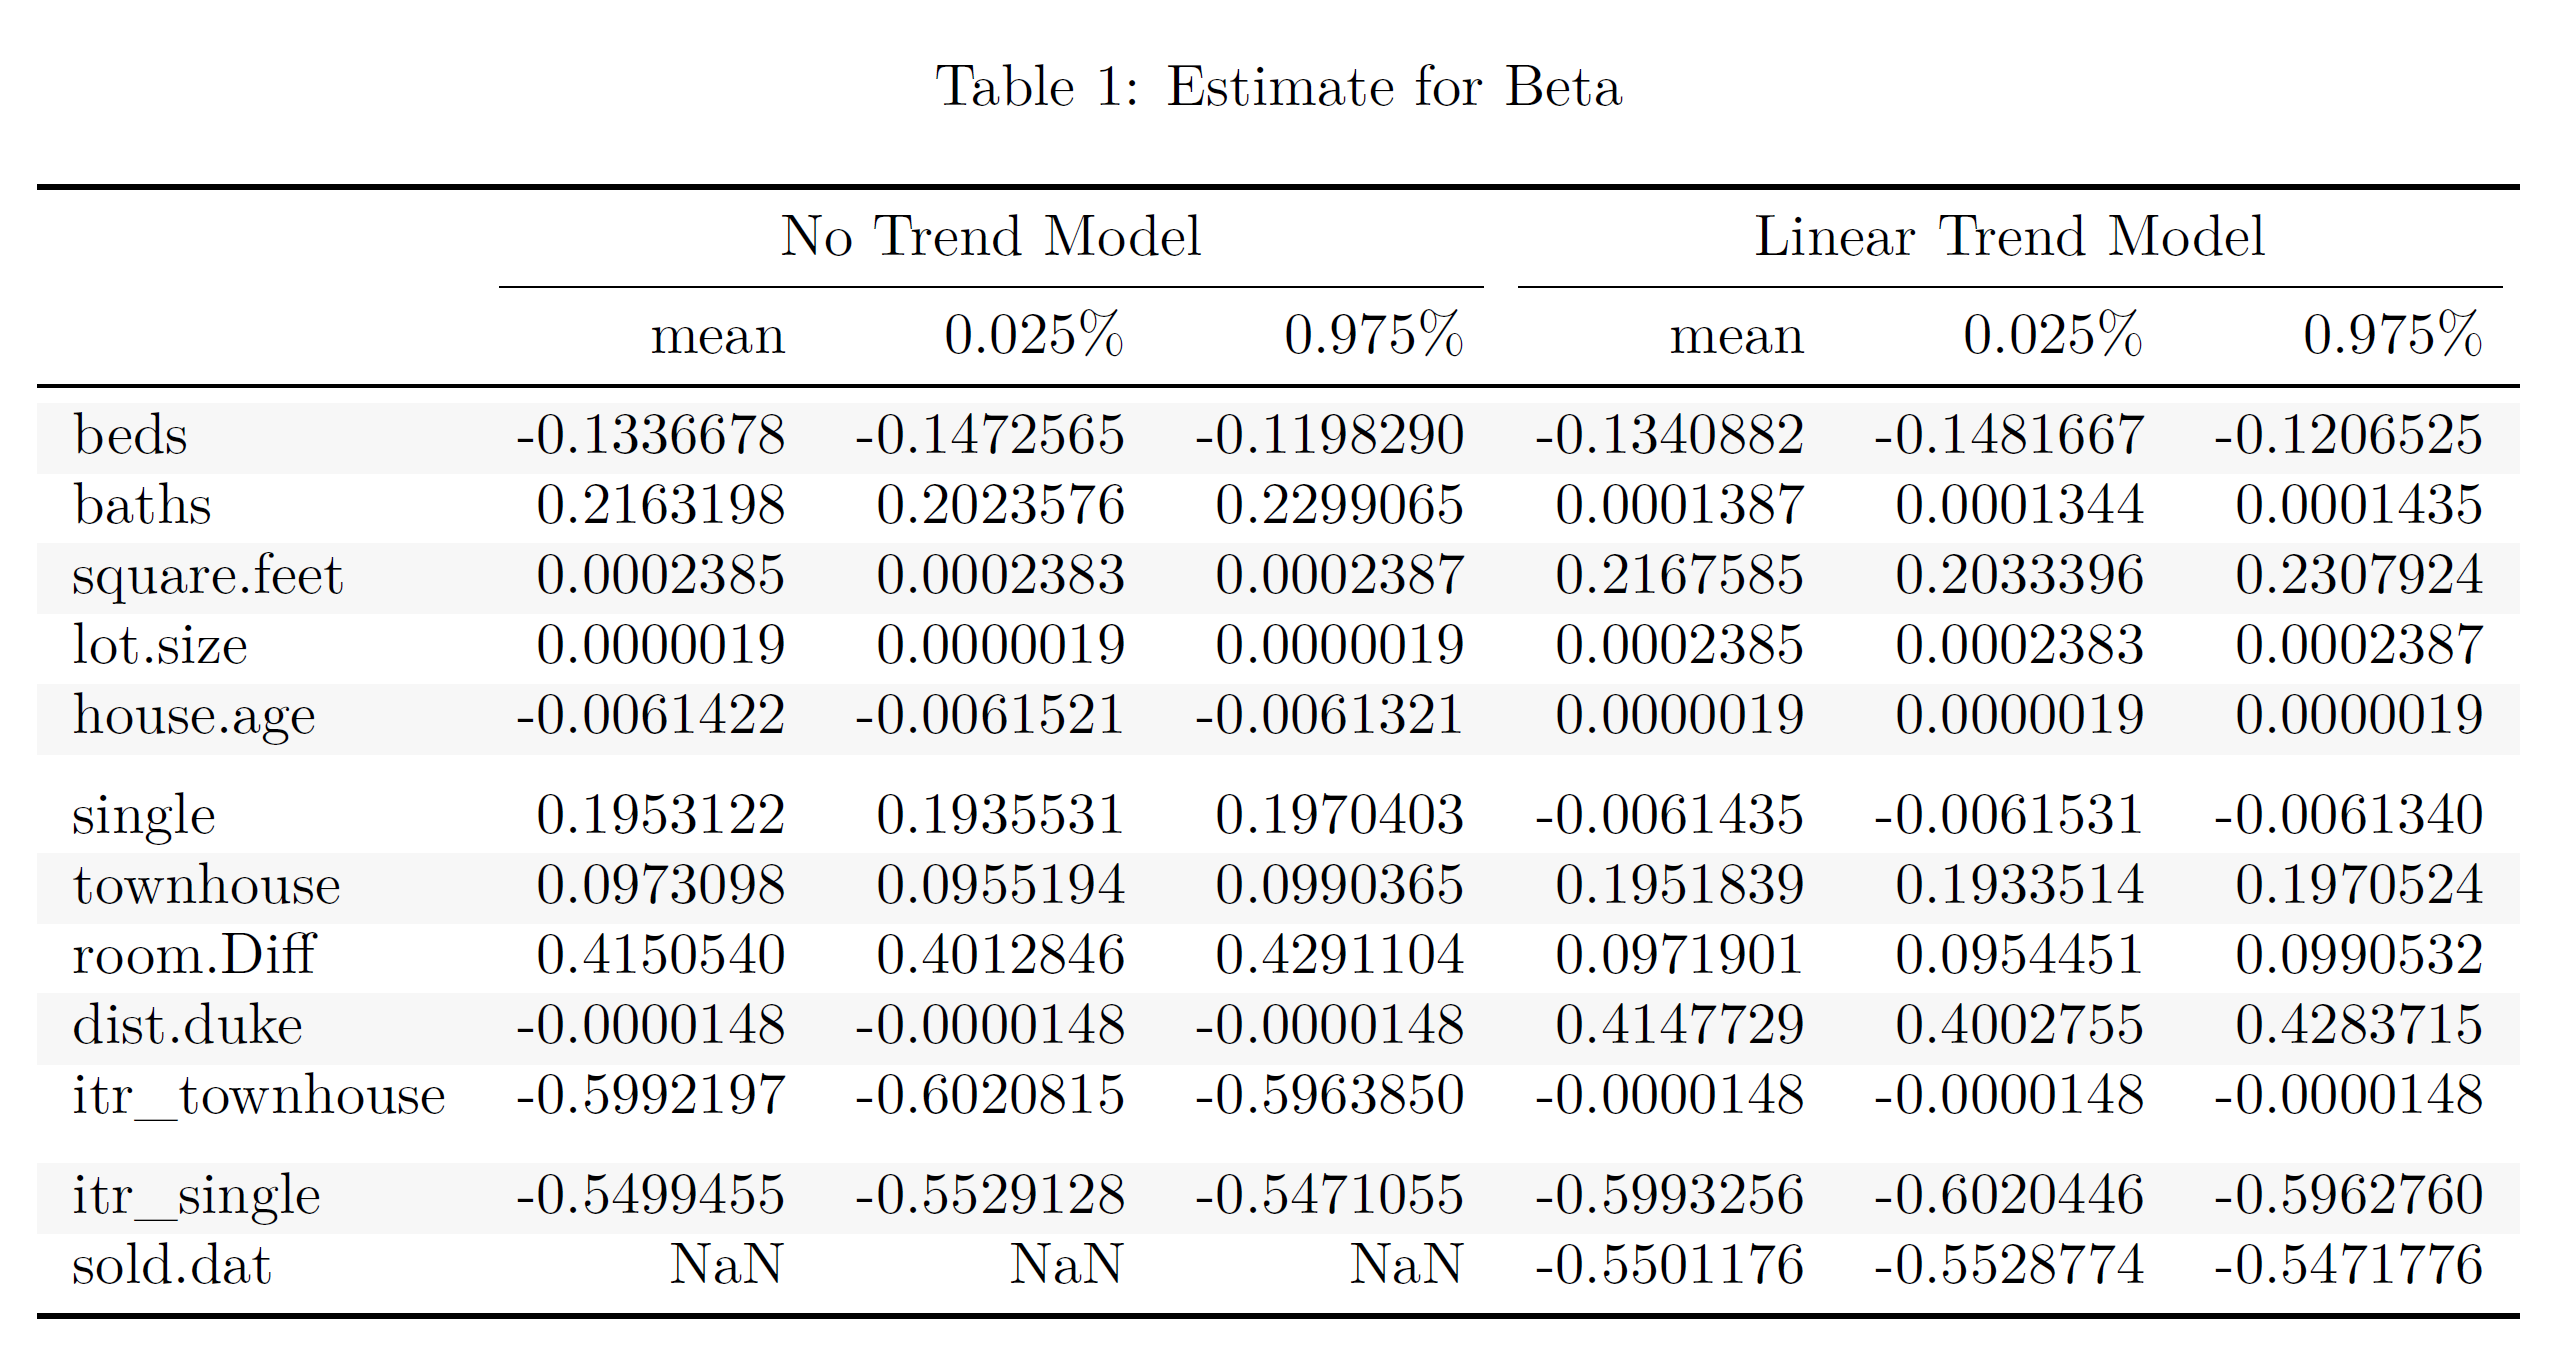 Table 1: Estimate for Beta
No Trend Model Linear Trend Model
mean 0.025% 0.975% mean 0.025% 0.975%
beds -0.1336678 -0.1472565 -0.1198290 -0.1340882 -0.1481667 -0.1206525
baths 0.2163198 0.2023576 0.2299065 0.0001387 0.0001344 0.0001435
square.feet 0.0002385 0.0002383 0.0002387 0.2167585 0.2033396 0.2307924
lot.size 0.0000019 0.0000019 0.0000019 0.0002385 0.0002383 0.0002387
house.age -0.0061422 -0.0061521 -0.0061321 0.0000019 0.0000019 0.0000019
single 0.1953122 0.1935531 0.1970403 -0.0061435 -0.0061531 -0.0061340
townhouse 0.0973098 0.0955194 0.0990365 0.1951839 0.1933514 0.1970524
room.Diff 0.4150540 0.4012846 0.4291104 0.0971901 0.0954451 0.0990532
dist.duke -0.0000148 -0.0000148 -0.0000148 0.4147729 0.4002755 0.4283715
itr_townhouse -0.5992197 -0.6020815 -0.5963850 -0.0000148 -0.0000148 -0.0000148
itr_single -0.5499455 -0.5529128 -0.5471055 -0.5993256 -0.6020446 -0.5962760
sold.dat NaN NaN NaN -0.5501176 -0.5528774 -0.5471776